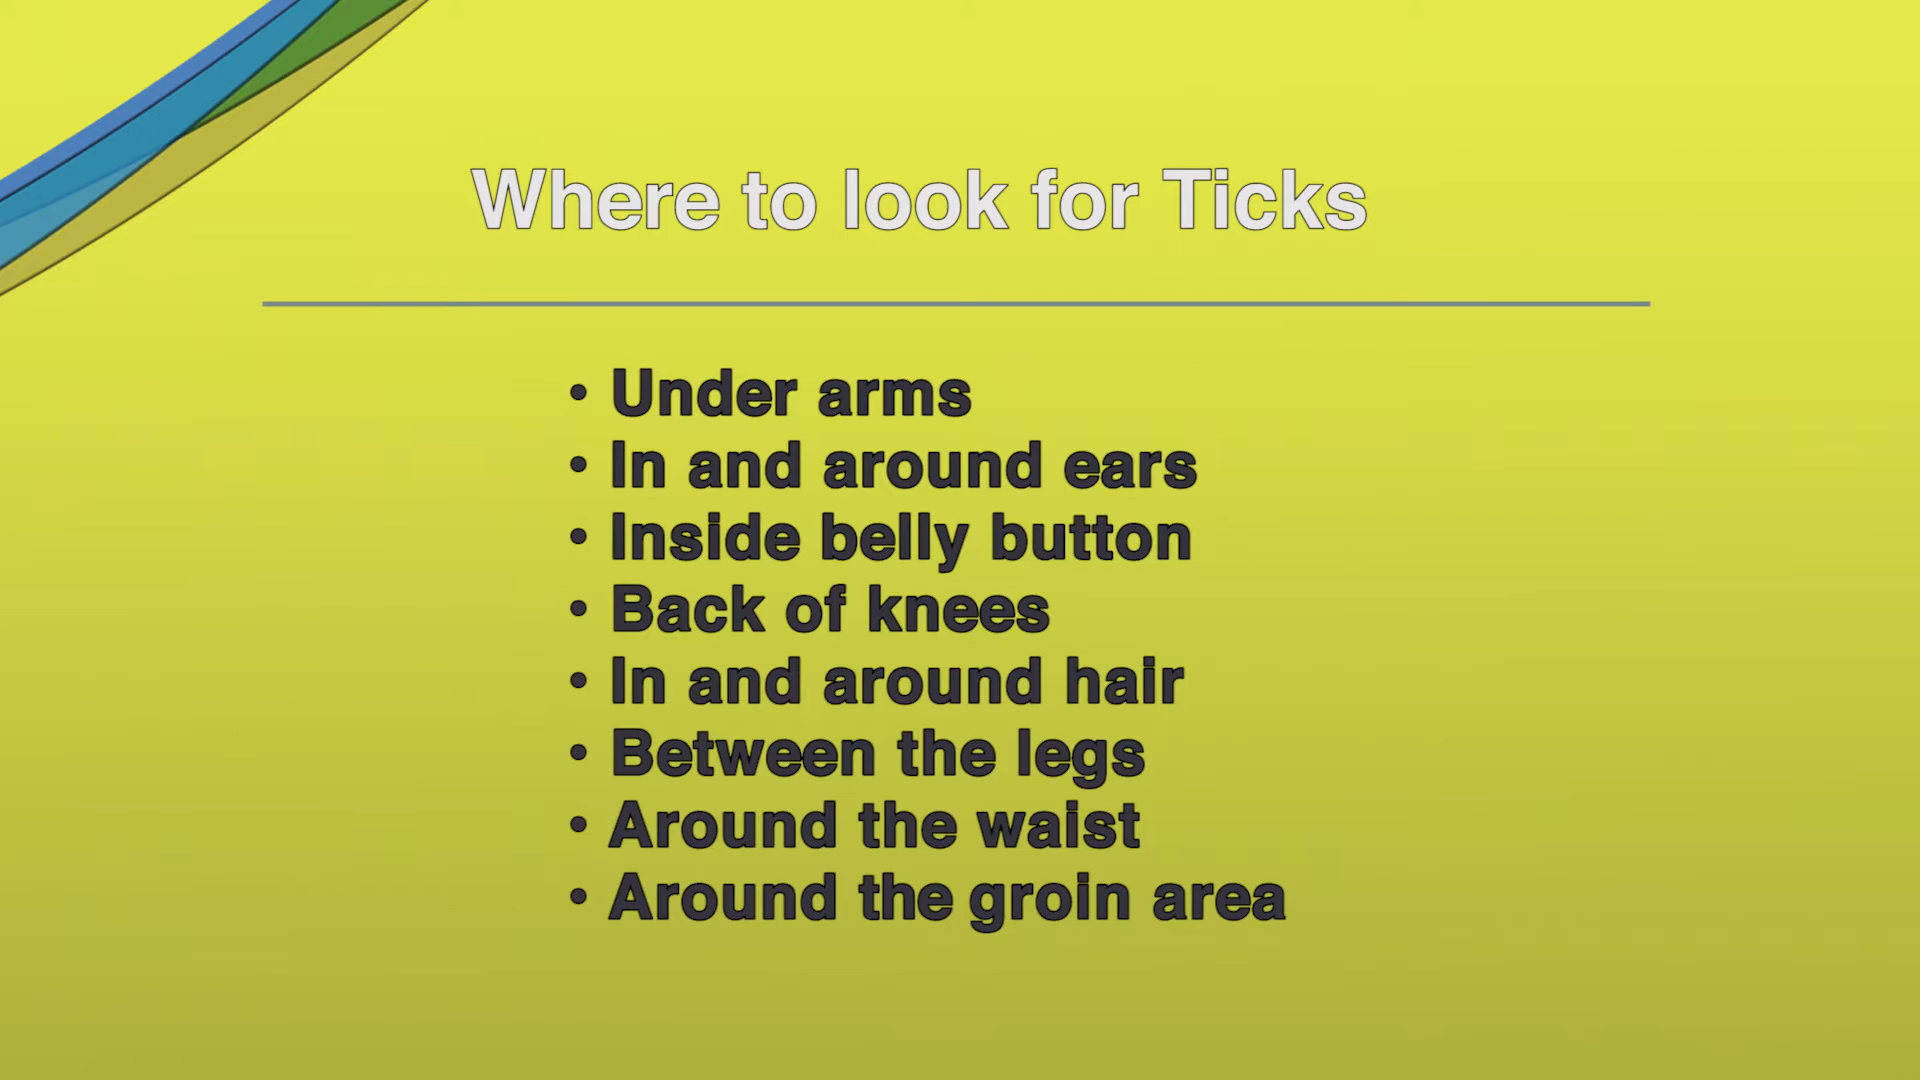 Where to look for Ticks
• Under arms
• In and around ears
• Inside belly button
• Back of knees
• In and around hair
• Between the legs
• Around the waist
• Around the groin area